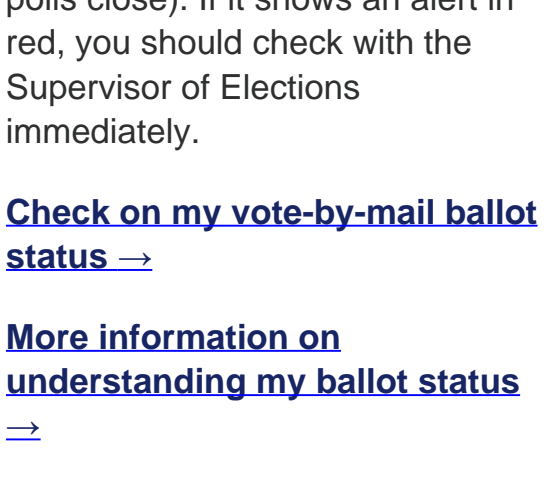 polls close). If it shows an alert in
red, you should check with the
Supervisor of Elections
immediately.
Check on my vote-by-mail ballot
status →
More information on
understanding my ballot status
→